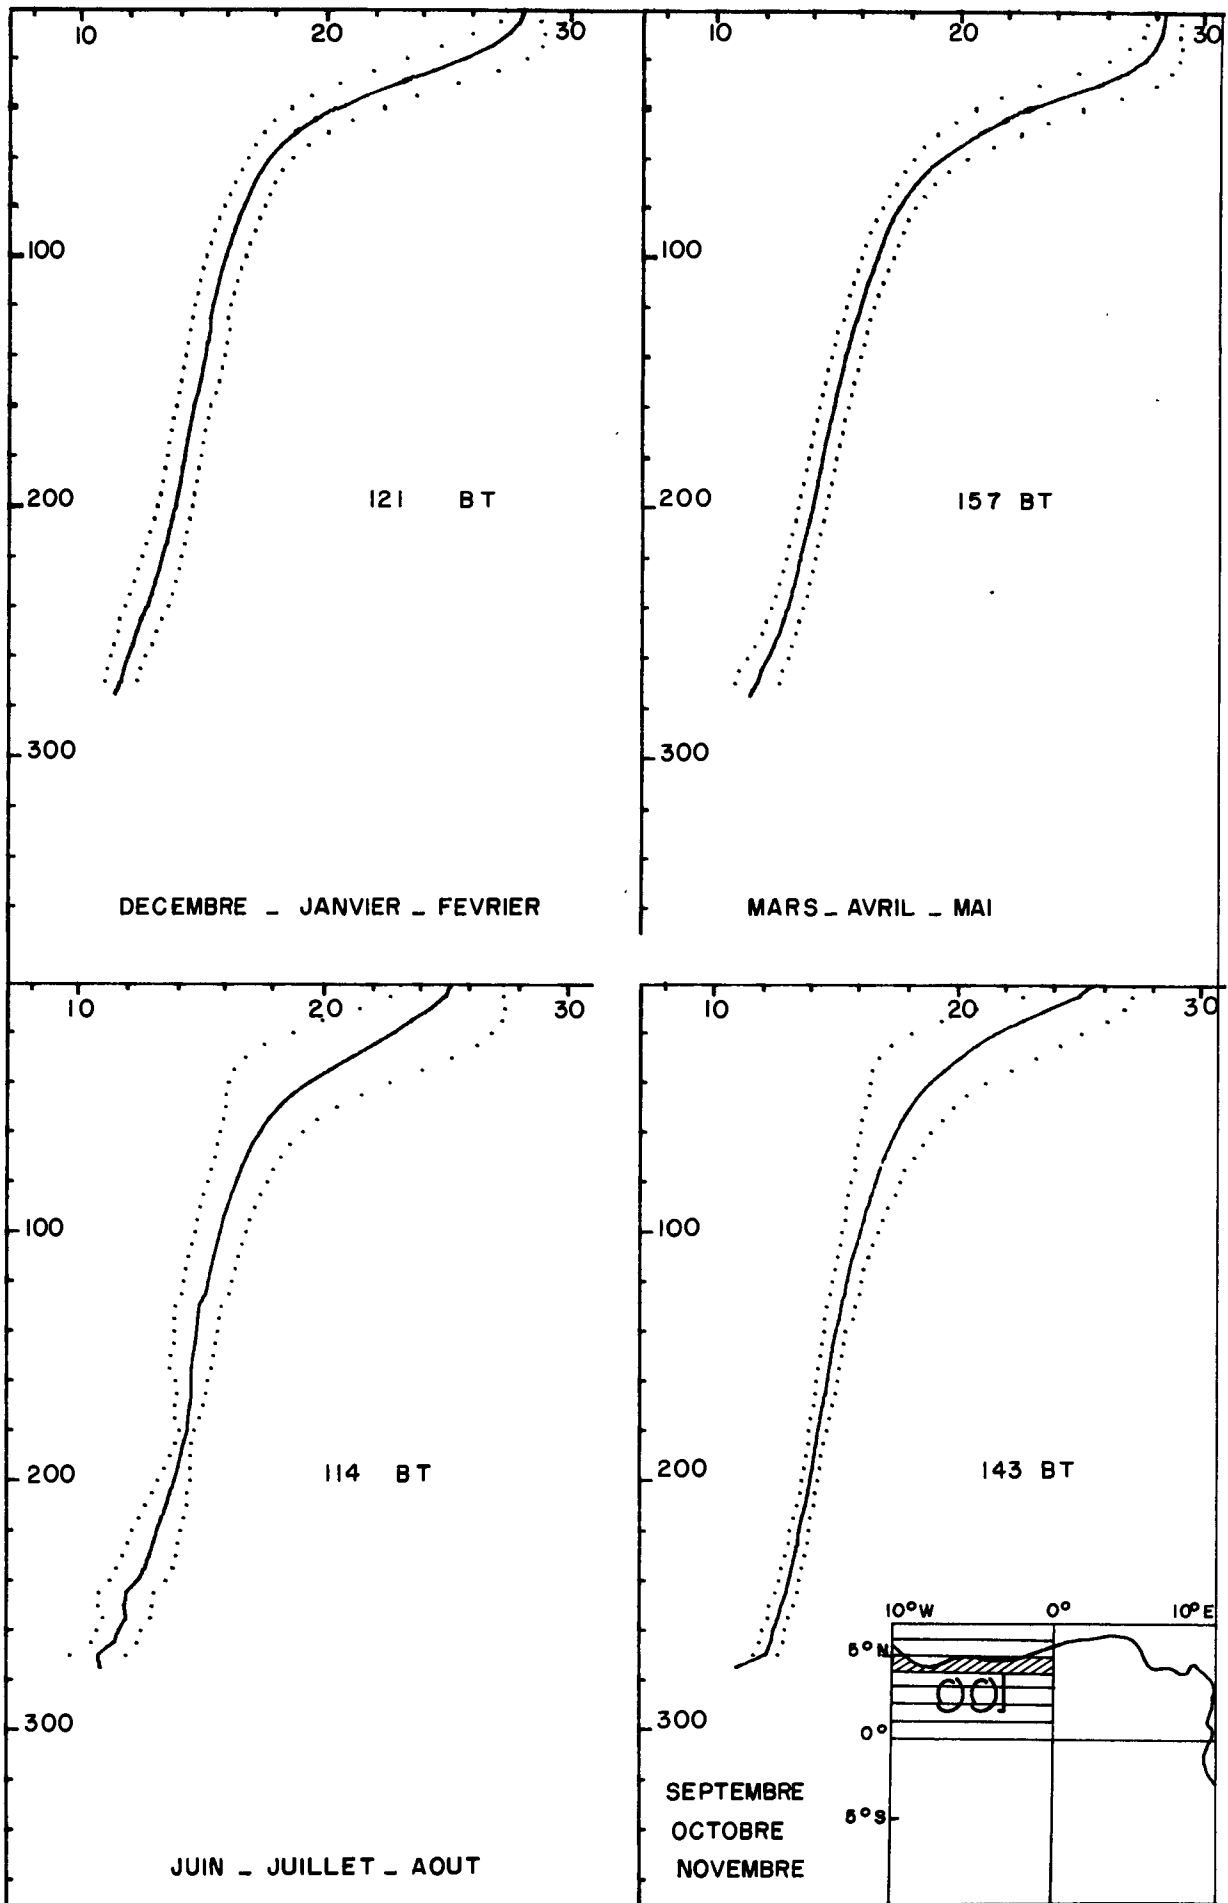 10 20 30
100
200
300
121 BT
DECEMBRE _ JANVIER _ FEVRIER
10 20 30
100
200
300
157 BT
MARS _ AVRIL _ MAI
10 20 30
100
200
300
114 BT
JUIN _ JUILLET _ AOUT
10 20 30
100
200
300
143 BT
SEPTEMBRE
OCTOBRE
NOVEMBRE
10°W 0° 10°E
5°N
0°
5°S